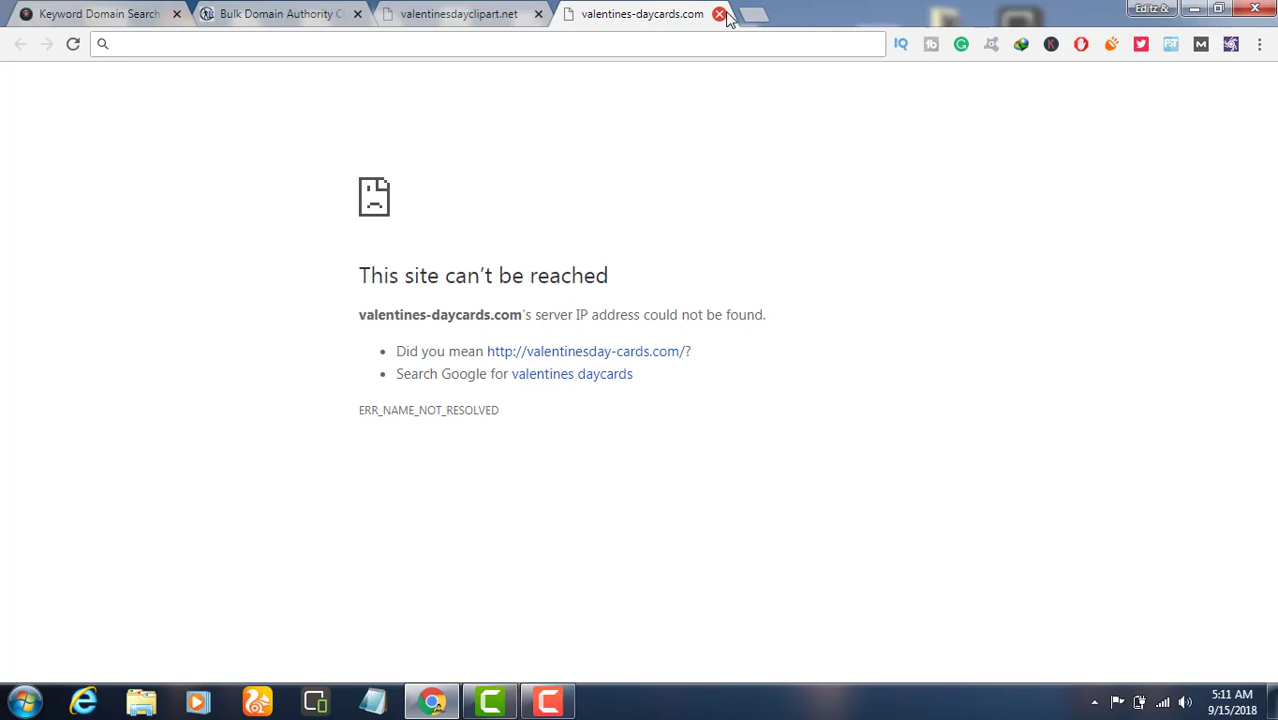 Keyword Domain Search
Bulk Domain Authority C
valentinesdayclipart.net
valentines-daycards.com
Editz &
This site can't be reached
valentines-daycards.com's server IP address could not be found.
• Did you mean http://valentinesday-cards.com/?
• Search Google for valentines daycards
ERR_NAME_NOT_RESOLVED
5:11 AM
9/15/2018